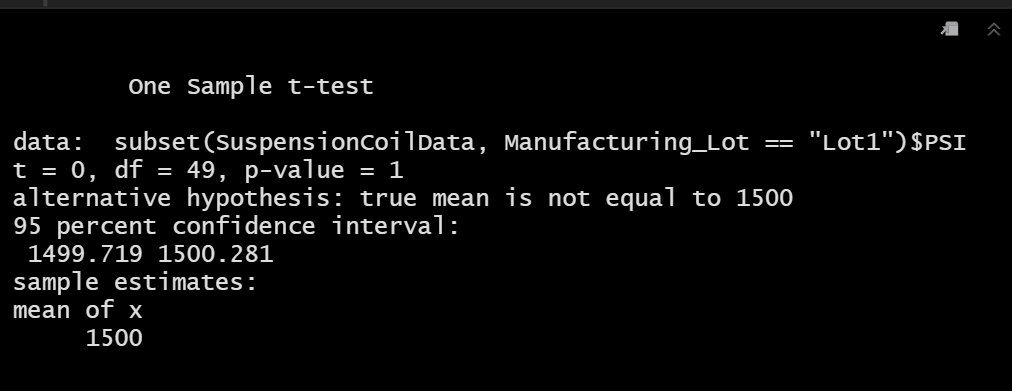 One Sample t-test
data:  subset(SuspensionCoilData, Manufacturing_Lot == "Lot1")$PSI
t = 0, df = 49, p-value = 1
alternative hypothesis: true mean is not equal to 1500
95 percent confidence interval:
1499.719 1500.281
sample estimates:
mean of x
1500